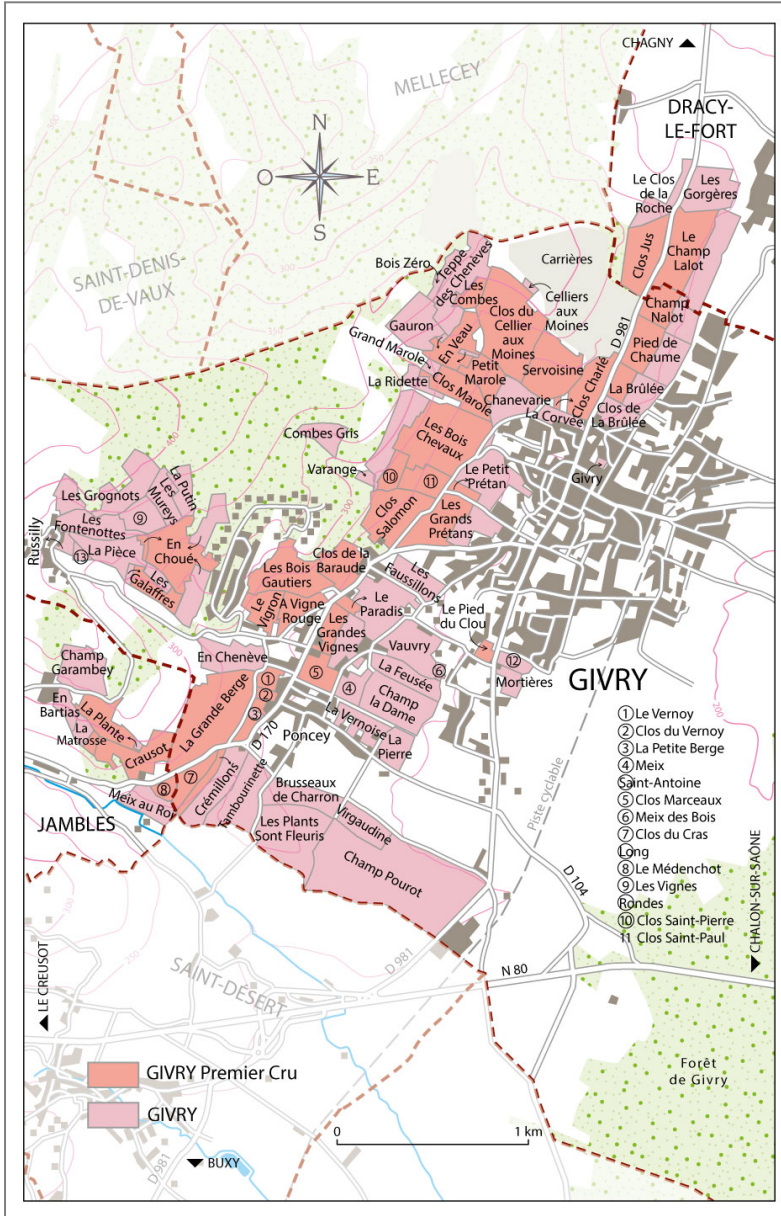 CHAGNY
MELLECEY
DRACY-
LE-FORT
N
O
E
S
Le Clos
de la
Roche
Les
Gorgères
SAINT-DENIS-
DE-VAUX
Bois Zéro
Teppe
des Chenèves
Carrières
Clos Jus
Le
Champ
Lalot
Les
Combes
Celliers
aux
Moines
Gauron
Clos du
Cellier
aux
Moines
D 981
Champ
Nalot
En Veau
Grand Marole
Petit
Marole
Servoisine
Pied de
Chaume
La Ridette
Clos Marole
Chanevarie
Clos Charlé
La Brûlée
La Corvée
Clos de
La Brûlée
Combes Gris
Les Bois
Chevaux
Varange
10
11
Le Petit
Prétan
Givry
Clos
Salomon
Les
Grands
Prétans
La Putin
Les
Mureys
Les Grognots
9
Les
Fontenottes
Russilly
13
La Pièce
En
Choué
Les
Galaffres
Clos de la
Baraude
Les Bois
Gautiers
Les
Faussillons
Le Vigron
A Vigne
Rouge
Le
Paradis
Les
Grandes
Vignes
Le Pied
du Clou
Vauvry
En Chenève
Champ
Garambey
5
La Feusée
6
12
Mortières
GIVRY
1
2
3
4
Champ
la Dame
La Grande Berge
En
Bartias
La Plante
La
Matrosse
La Vernoise
La
Pierre
Poncey
D 170
Crausot
7
8
Meix au Roi
Crémillons
Tambourinette
Brusseaux
de Charron
Virgaudine
Les Plants
Sont Fleuris
Champ Pourot
JAMBLES
Piste cyclable
1 Le Vernoy
2 Clos du Vernoy
3 La Petite Berge
4 Meix
Saint-Antoine
5 Clos Marceaux
6 Meix des Bois
7 Clos du Cras
Long
8 Le Médenchot
9 Les Vignes
Rondes
10 Clos Saint-Pierre
11 Clos Saint-Paul
D 104
CHALON-SUR-SAÔNE
N 80
D 981
SAINT-DÉSERT
LE CREUSOT
GIVRY Premier Cru
GIVRY
Forêt
de Givry
0
1 km
BUXY
D 981
300
300
350
400
300
300
200
200
250